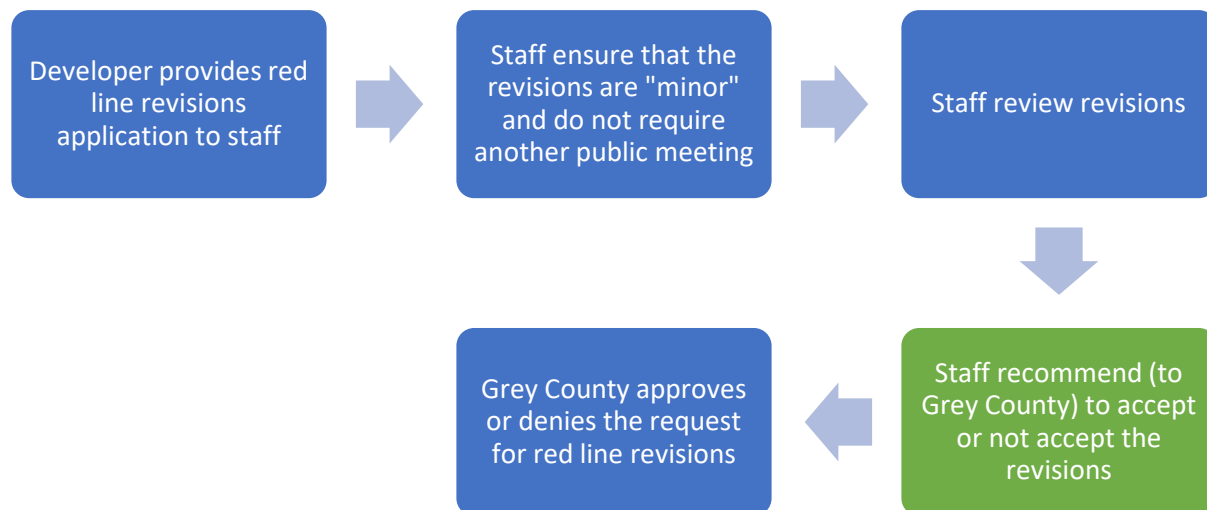 Developer provides red
line revisions
application to staff
Staff ensure that the
revisions are "minor"
and do not require
another public meeting
Staff review revisions
Staff recommend (to
Grey County) to accept
or not accept the
revisions
Grey County approves
or denies the request
for red line revisions